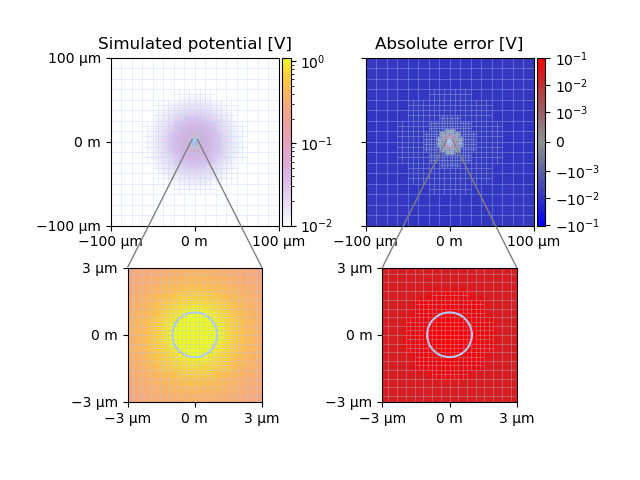 Simulated potential [V]
100 µm
0 m
−100 µm
−100 µm 0 m 100 µm
10⁰
10⁻¹
10⁻²
Absolute error [V]
−100 µm 0 m 100 µm
10⁻¹
10⁻²
10⁻³
0
−10⁻³
−10⁻²
−10⁻¹
3 µm
0 m
−3 µm
−3 µm 0 m 3 µm
3 µm
0 m
−3 µm
−3 µm 0 m 3 µm